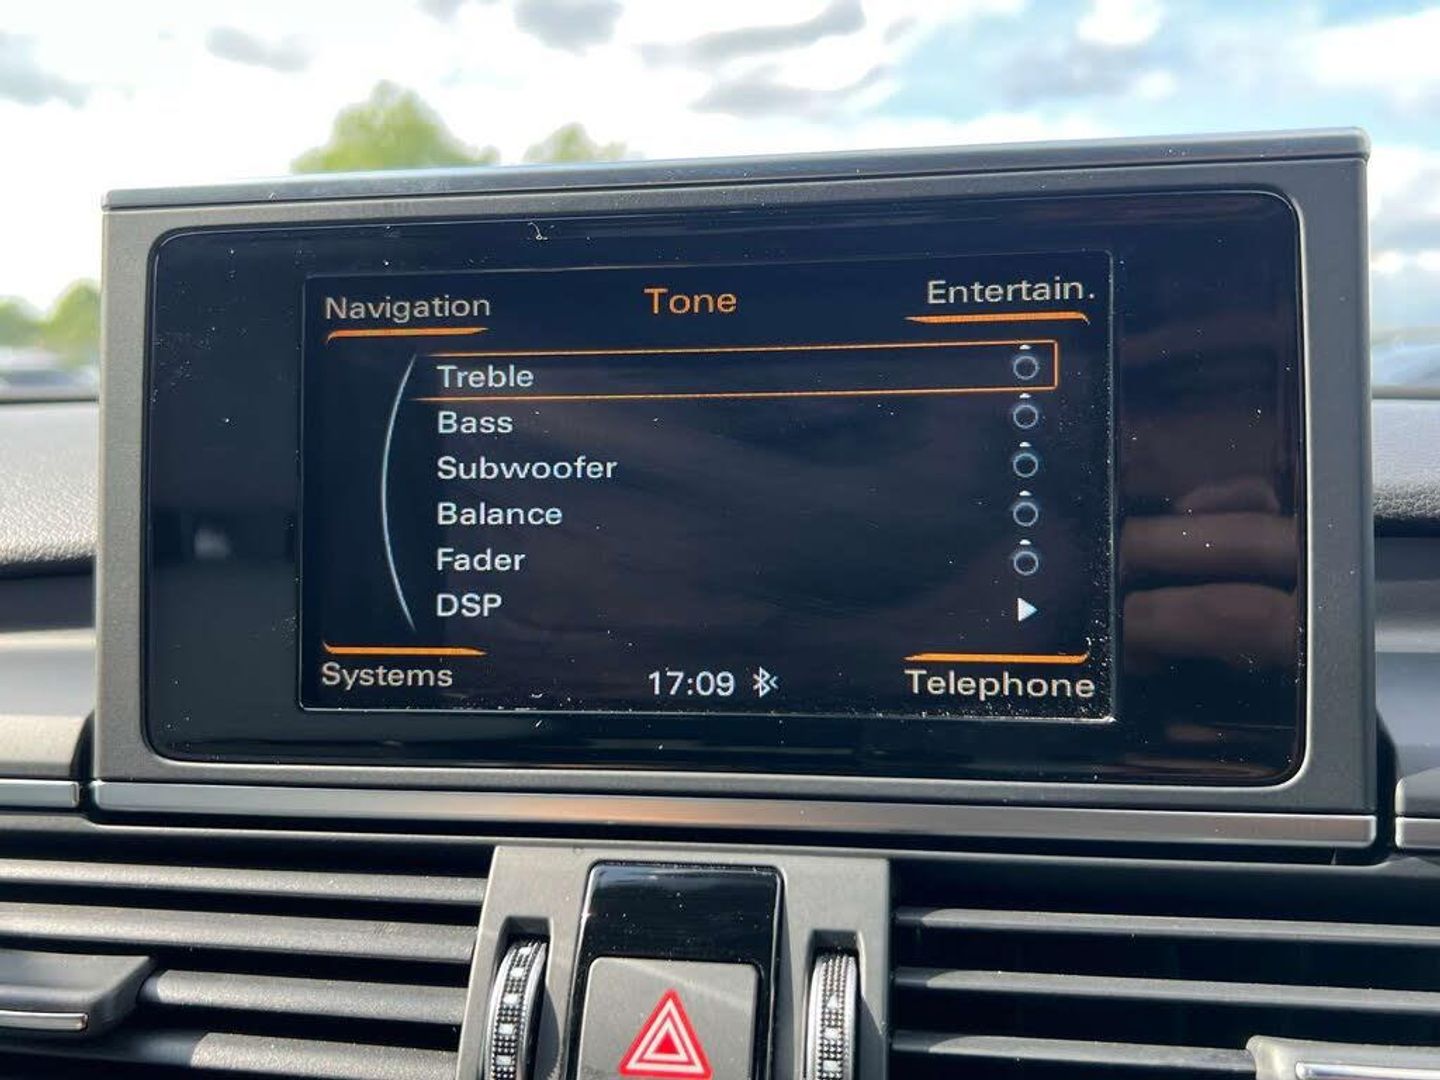 Navigation
Tone
Entertain.
Treble
Bass
Subwoofer
Balance
Fader
DSP
Systems
17:09
Telephone